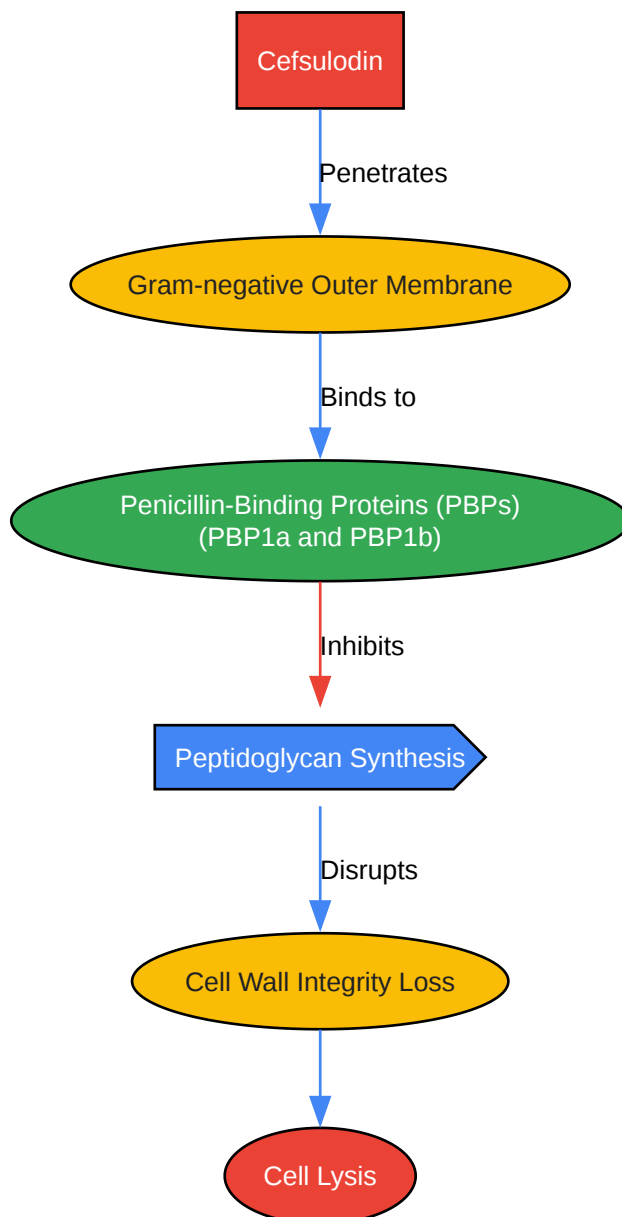 Cefsulodin
Penetrates
Gram-negative Outer Membrane
Binds to
Penicillin-Binding Proteins (PBPs)
(PBP1a and PBP1b)
Inhibits
Peptidoglycan Synthesis
Disrupts
Cell Wall Integrity Loss
Cell Lysis